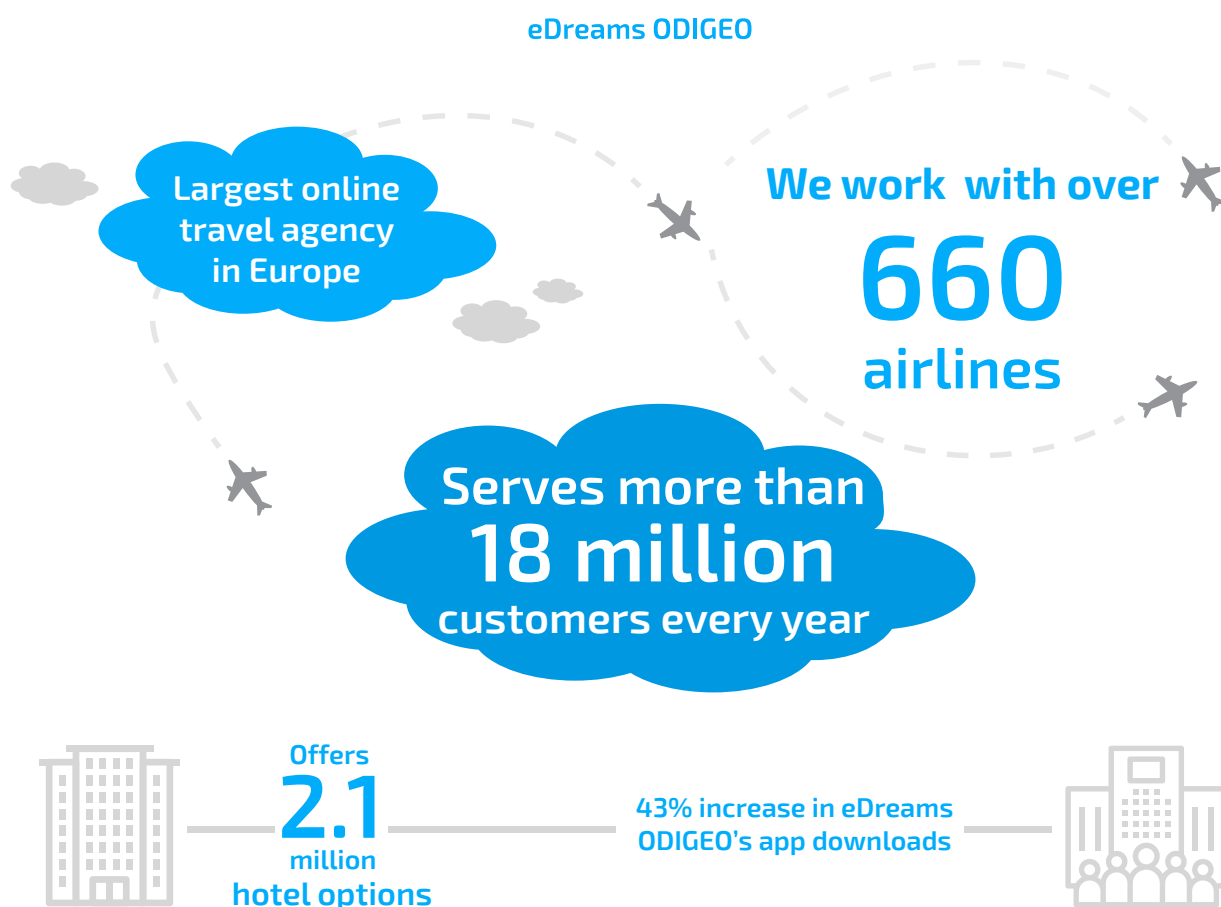 eDreams ODIGEO
Largest online
travel agency
in Europe
We work with over
660
airlines
Serves more than
18 million
customers every year
Offers
2.1
million
hotel options
43% increase in eDreams
ODIGEO’s app downloads